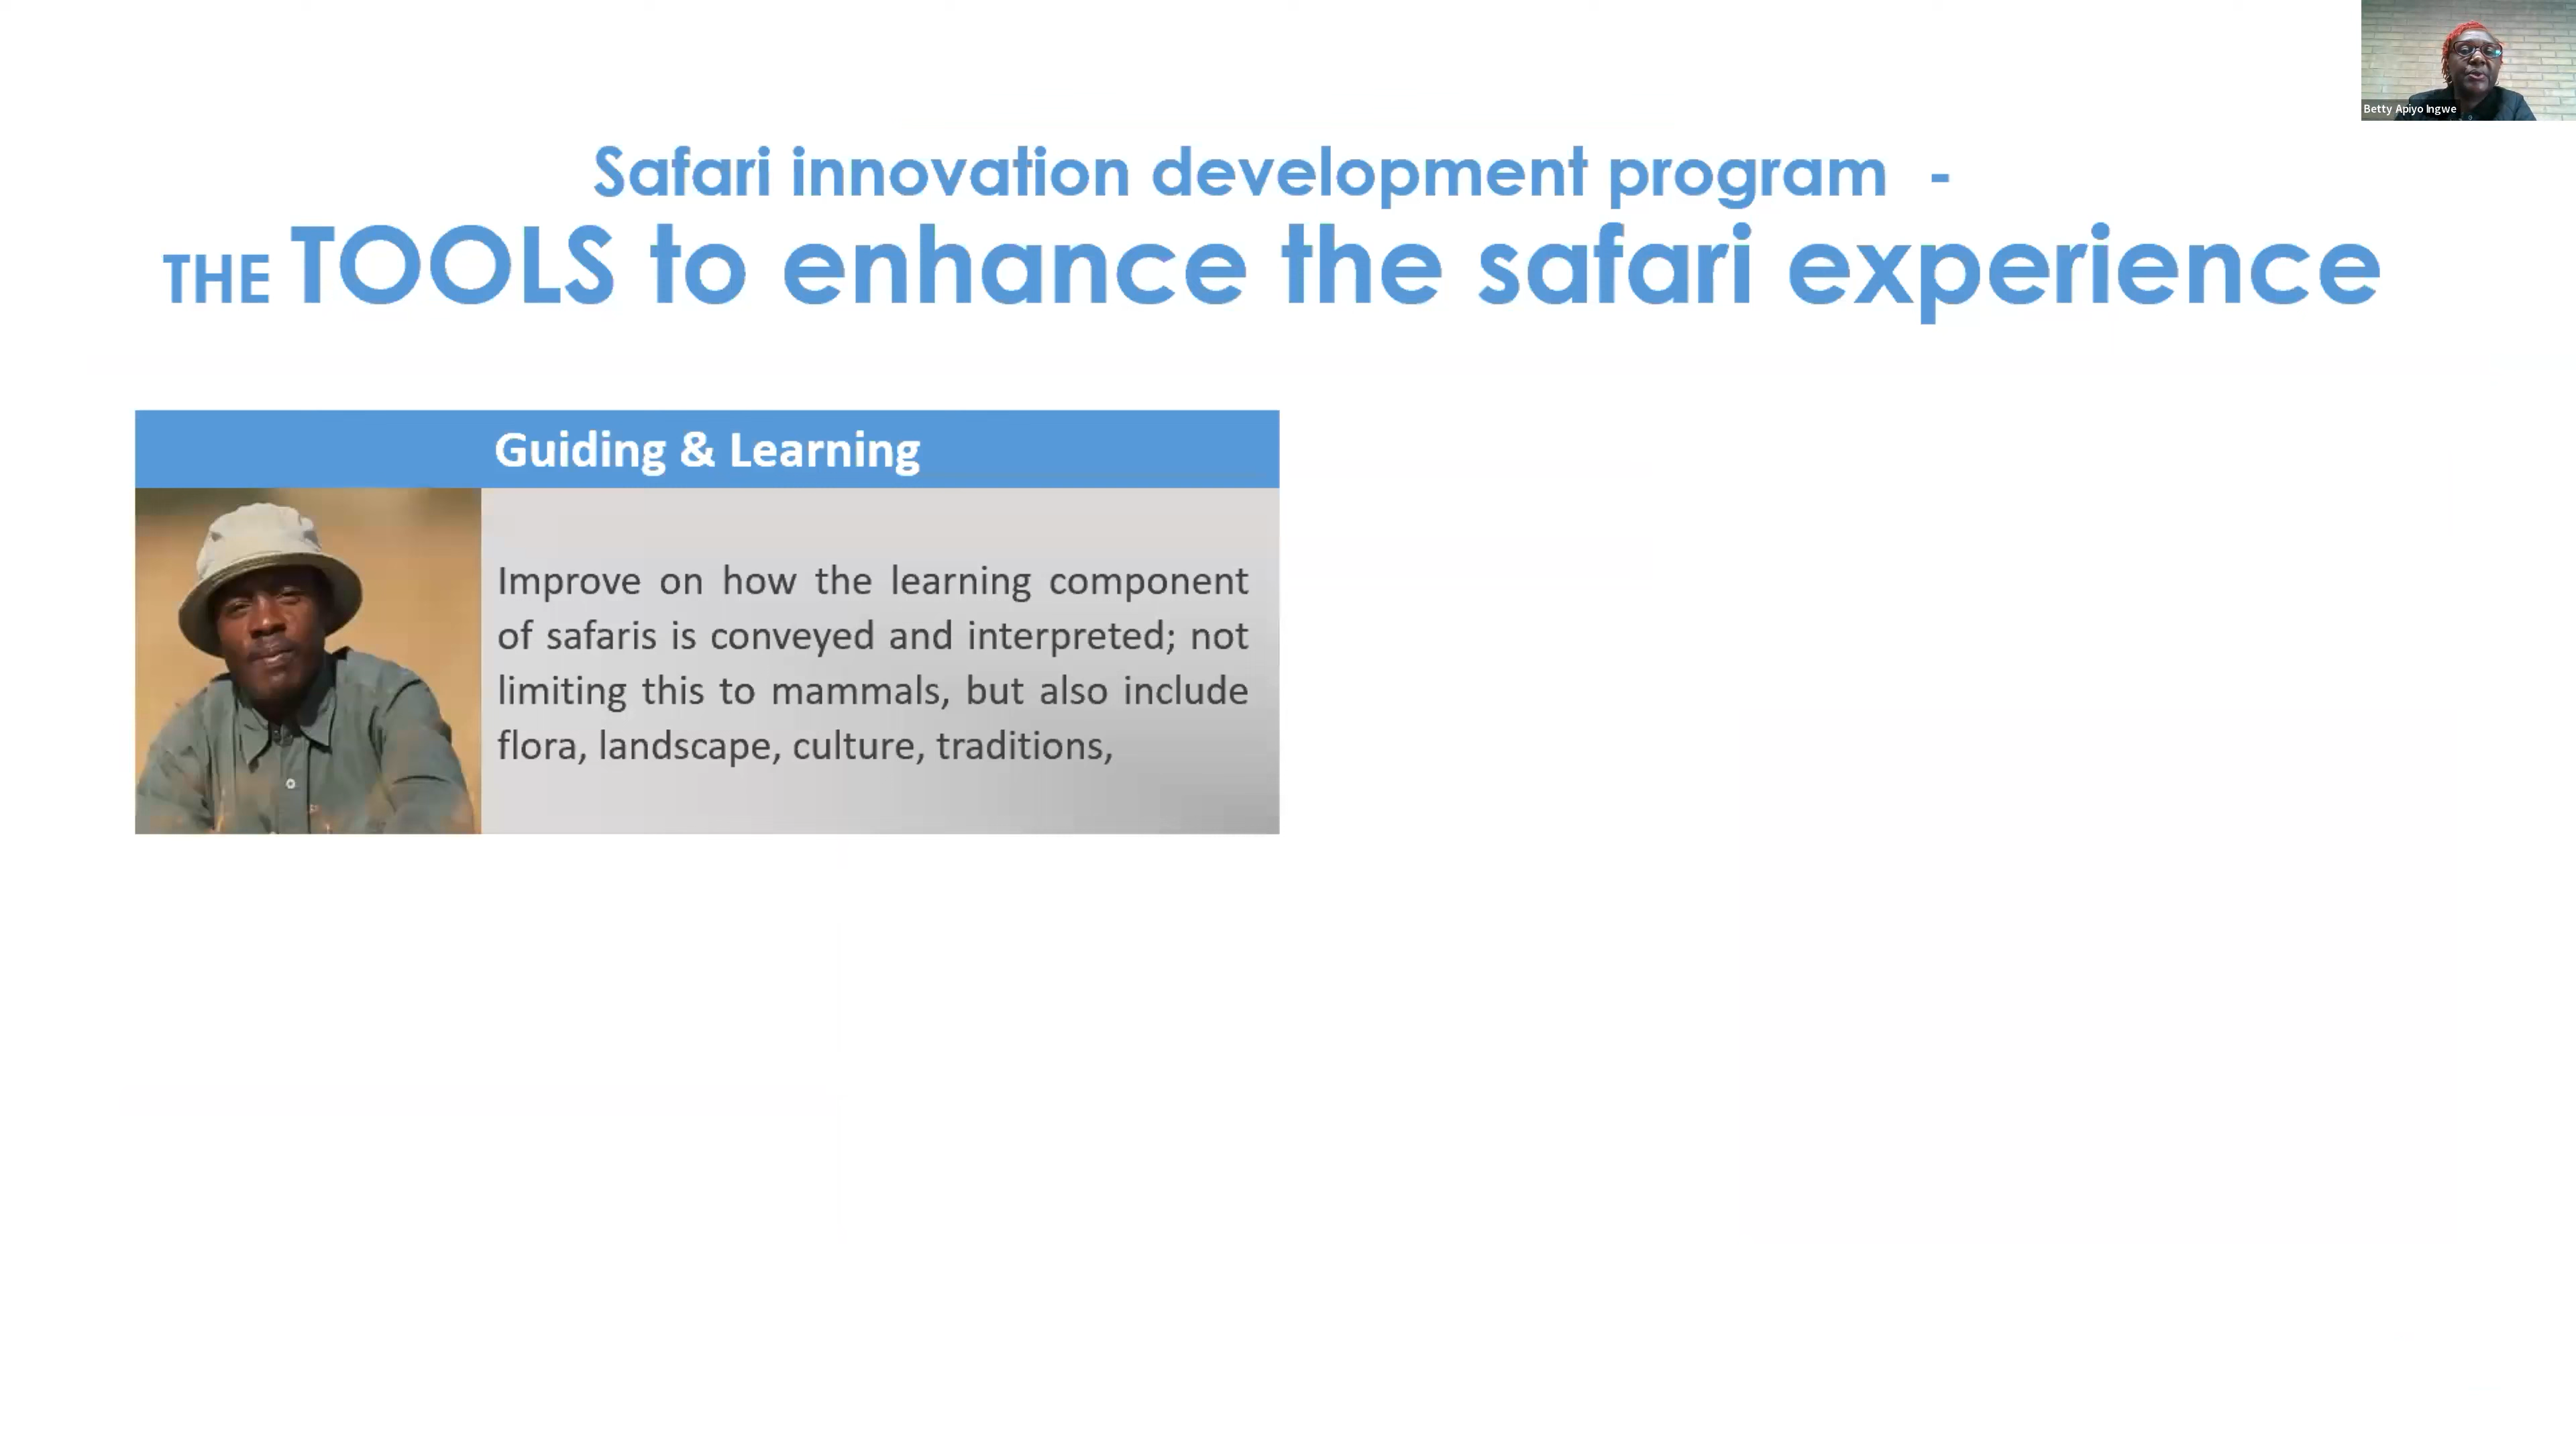 Betty Apiyo Ingwe
Safari innovation development program -
THE TOOLS to enhance the safari experience
Guiding & Learning
Improve on how the learning component
of safaris is conveyed and interpreted; not
limiting this to mammals, but also include
flora, landscape, culture, traditions,